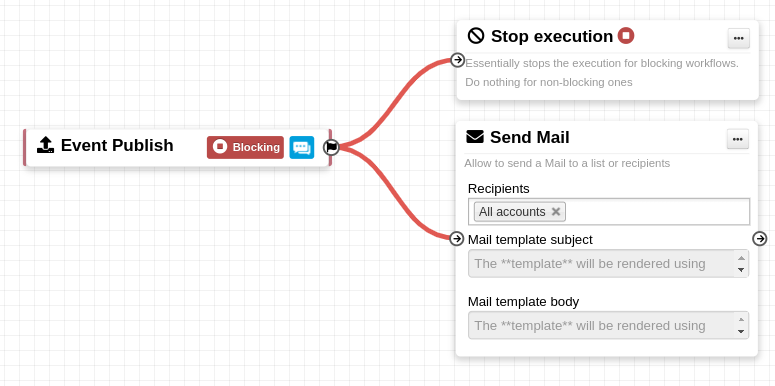 Stop execution
Essentially stops the execution for blocking workflows.
Do nothing for non-blocking ones
Event Publish
Blocking
Send Mail
Allow to send a Mail to a list or recipients
Recipients
All accounts
Mail template subject
The **template** will be rendered using
Mail template body
The **template** will be rendered using